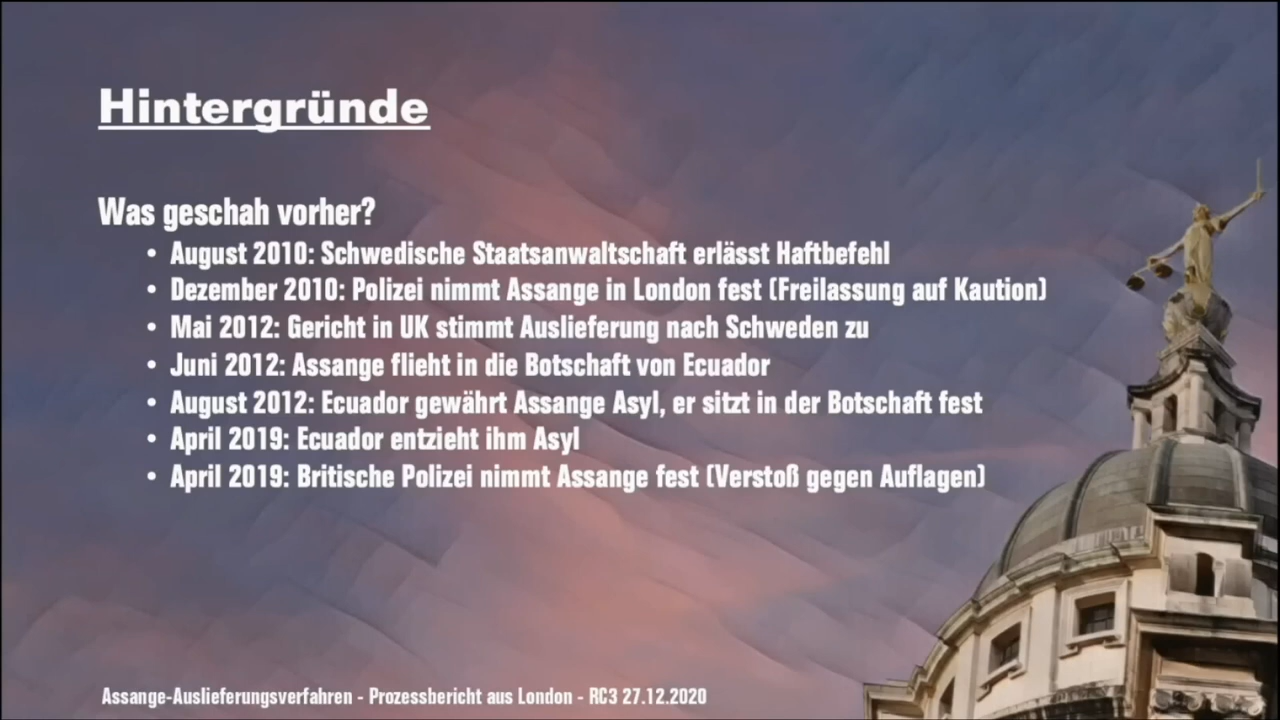 Hintergründe
Was geschah vorher?
• August 2010: Schwedische Staatsanwaltschaft erlässt Haftbefehl
• Dezember 2010: Polizei nimmt Assange in London fest (Freilassung auf Kaution)
• Mai 2012: Gericht in UK stimmt Auslieferung nach Schweden zu
• Juni 2012: Assange flieht in die Botschaft von Ecuador
• August 2012: Ecuador gewährt Assange Asyl, er sitzt in der Botschaft fest
• April 2019: Ecuador entzieht ihm Asyl
• April 2019: Britische Polizei nimmt Assange fest (Verstoß gegen Auflagen)
Assange-Auslieferungsverfahren - Prozessbericht aus London - RC3 27.12.2020